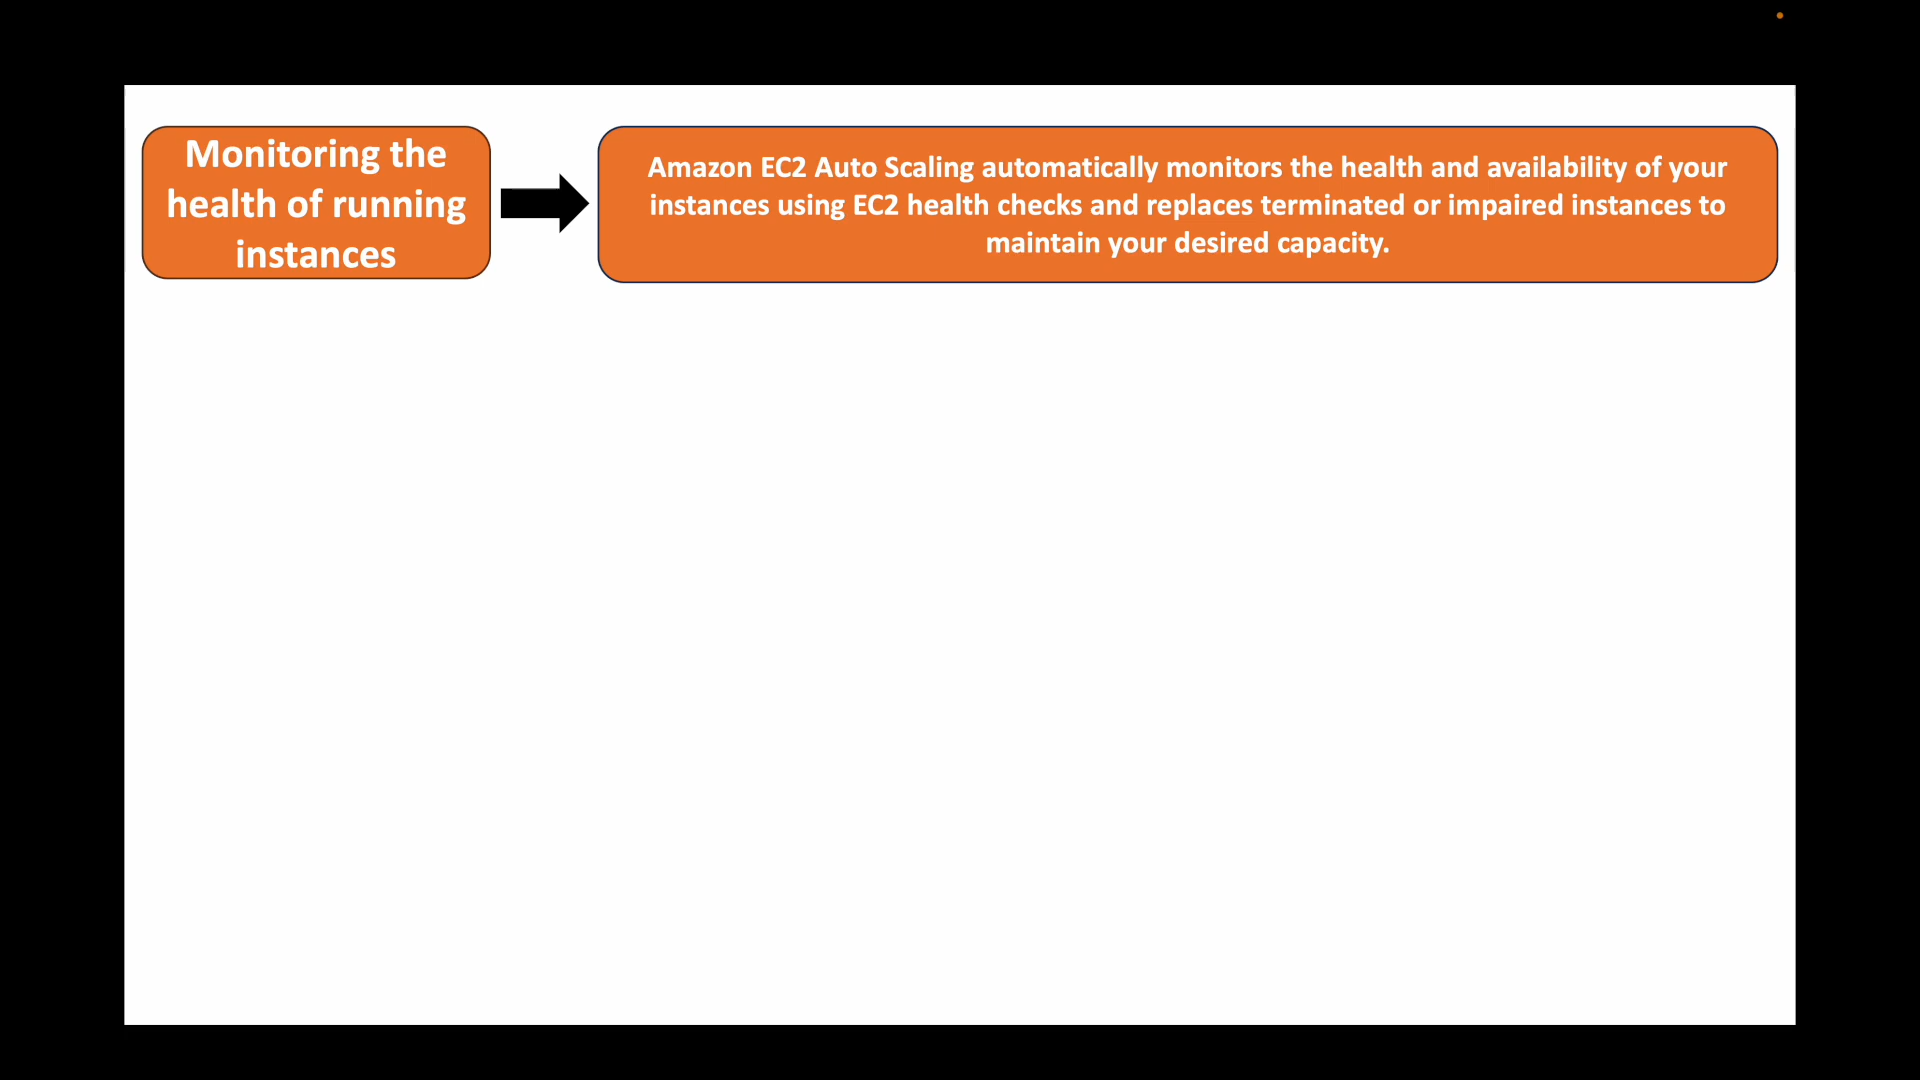 Monitoring the
health of running
instances
Amazon EC2 Auto Scaling automatically monitors the health and availability of your
instances using EC2 health checks and replaces terminated or impaired instances to
maintain your desired capacity.